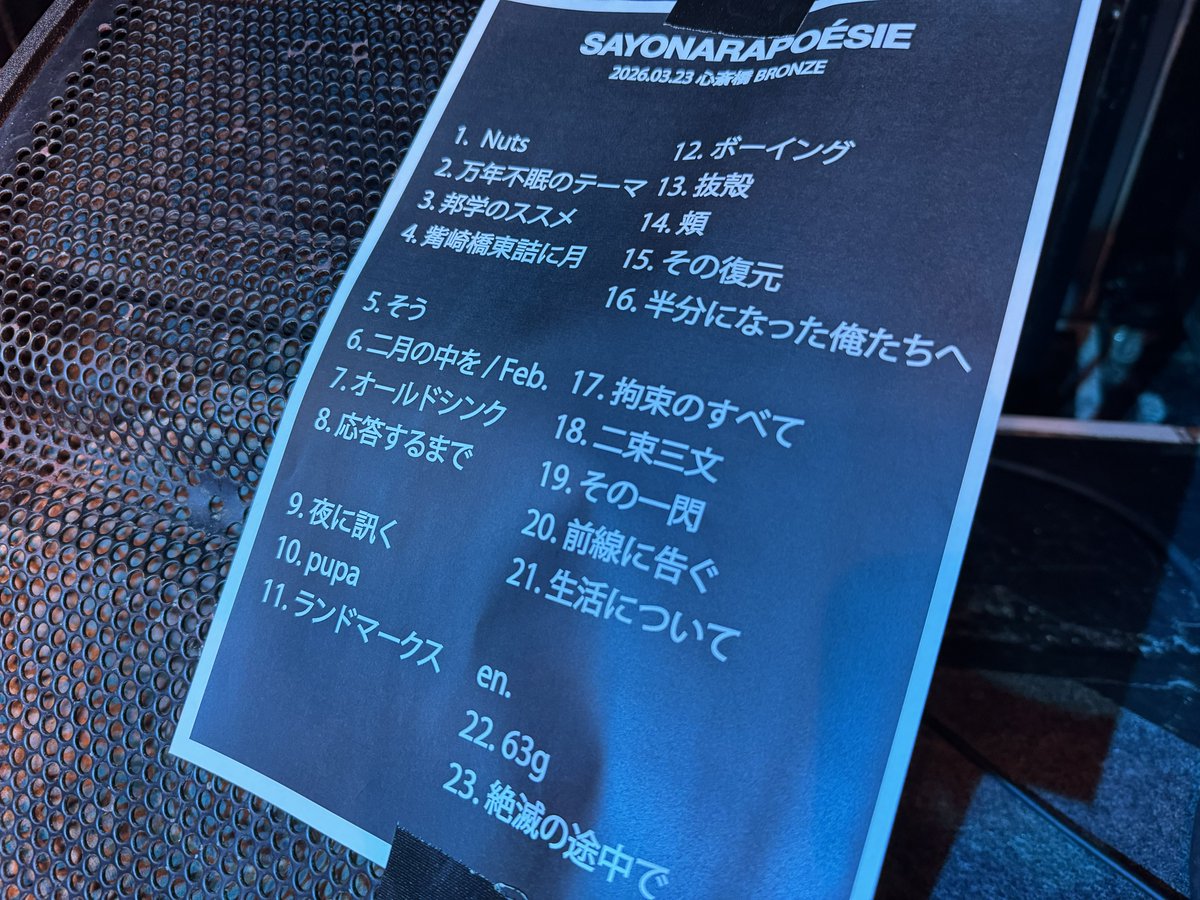 SAYONARAPOÉSIE
2026.03.23 心斎橋 BRONZE
1. Nuts
2. 万年不眠のテーマ
3. 邦学のススメ
4. 觜崎橋東詰に月
5. そう
6. 二月の中を / Feb.
7. オールドシンク
8. 応答するまで
9. 夜に訊く
10. pupa
11. ランドマークス
12. ボーイング
13. 抜殻
14. 頬
15. その復元
16. 半分になった俺たちへ
17. 拘束のすべて
18. 二束三文
19. その一閃
20. 前線に告ぐ
21. 生活について
en.
22. 63g
23. 絶滅の途中で